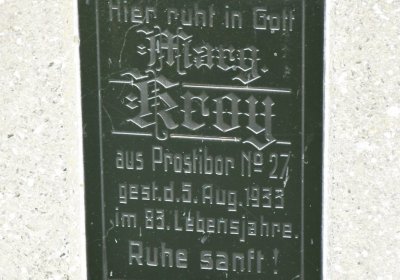 Hier ruht in Gott
Marg.
Kroy
aus Prostibor No 27
gest. d. 5. Aug. 1933
im 83. Lebensjahre.
Ruhe sanft!